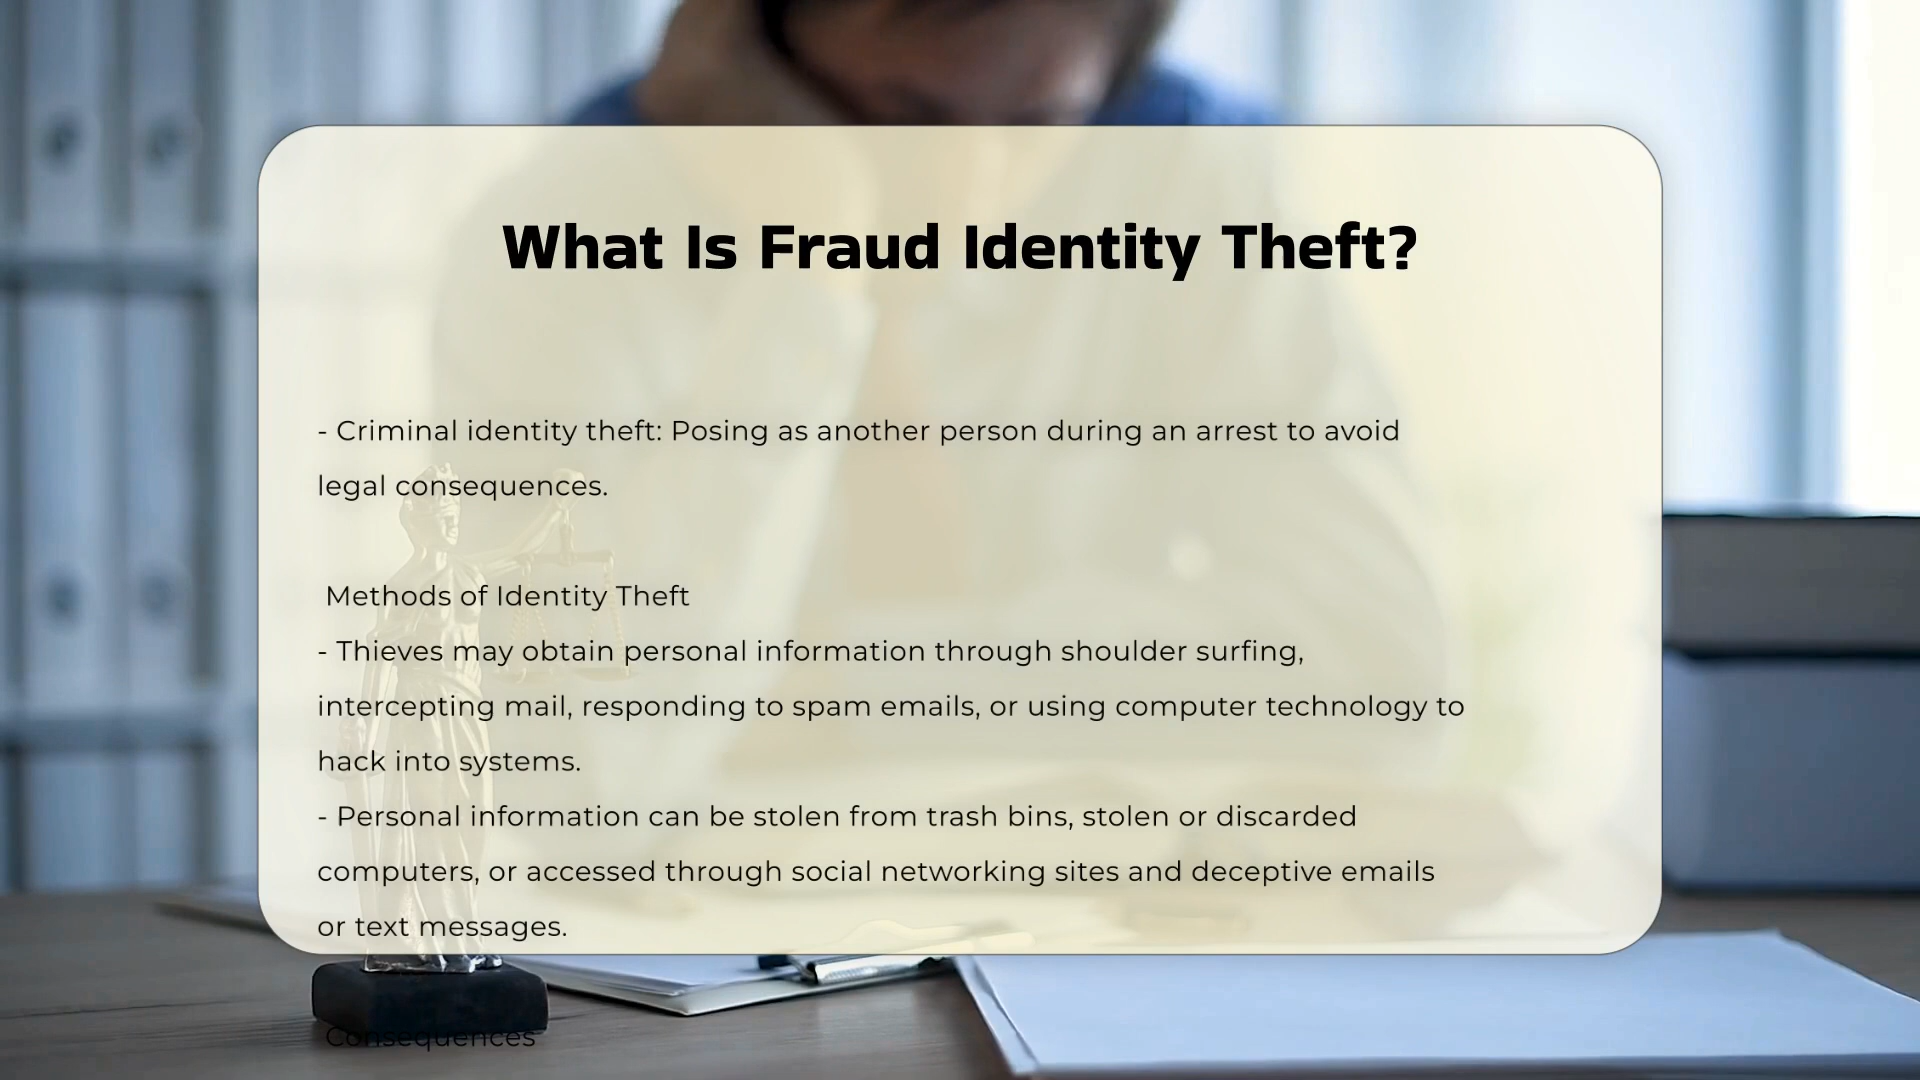 What Is Fraud Identity Theft?
- Criminal identity theft: Posing as another person during an arrest to avoid
legal consequences.
Methods of Identity Theft
- Thieves may obtain personal information through shoulder surfing,
intercepting mail, responding to spam emails, or using computer technology to
hack into systems.
- Personal information can be stolen from trash bins, stolen or discarded
computers, or accessed through social networking sites and deceptive emails
or text messages.
Consequences